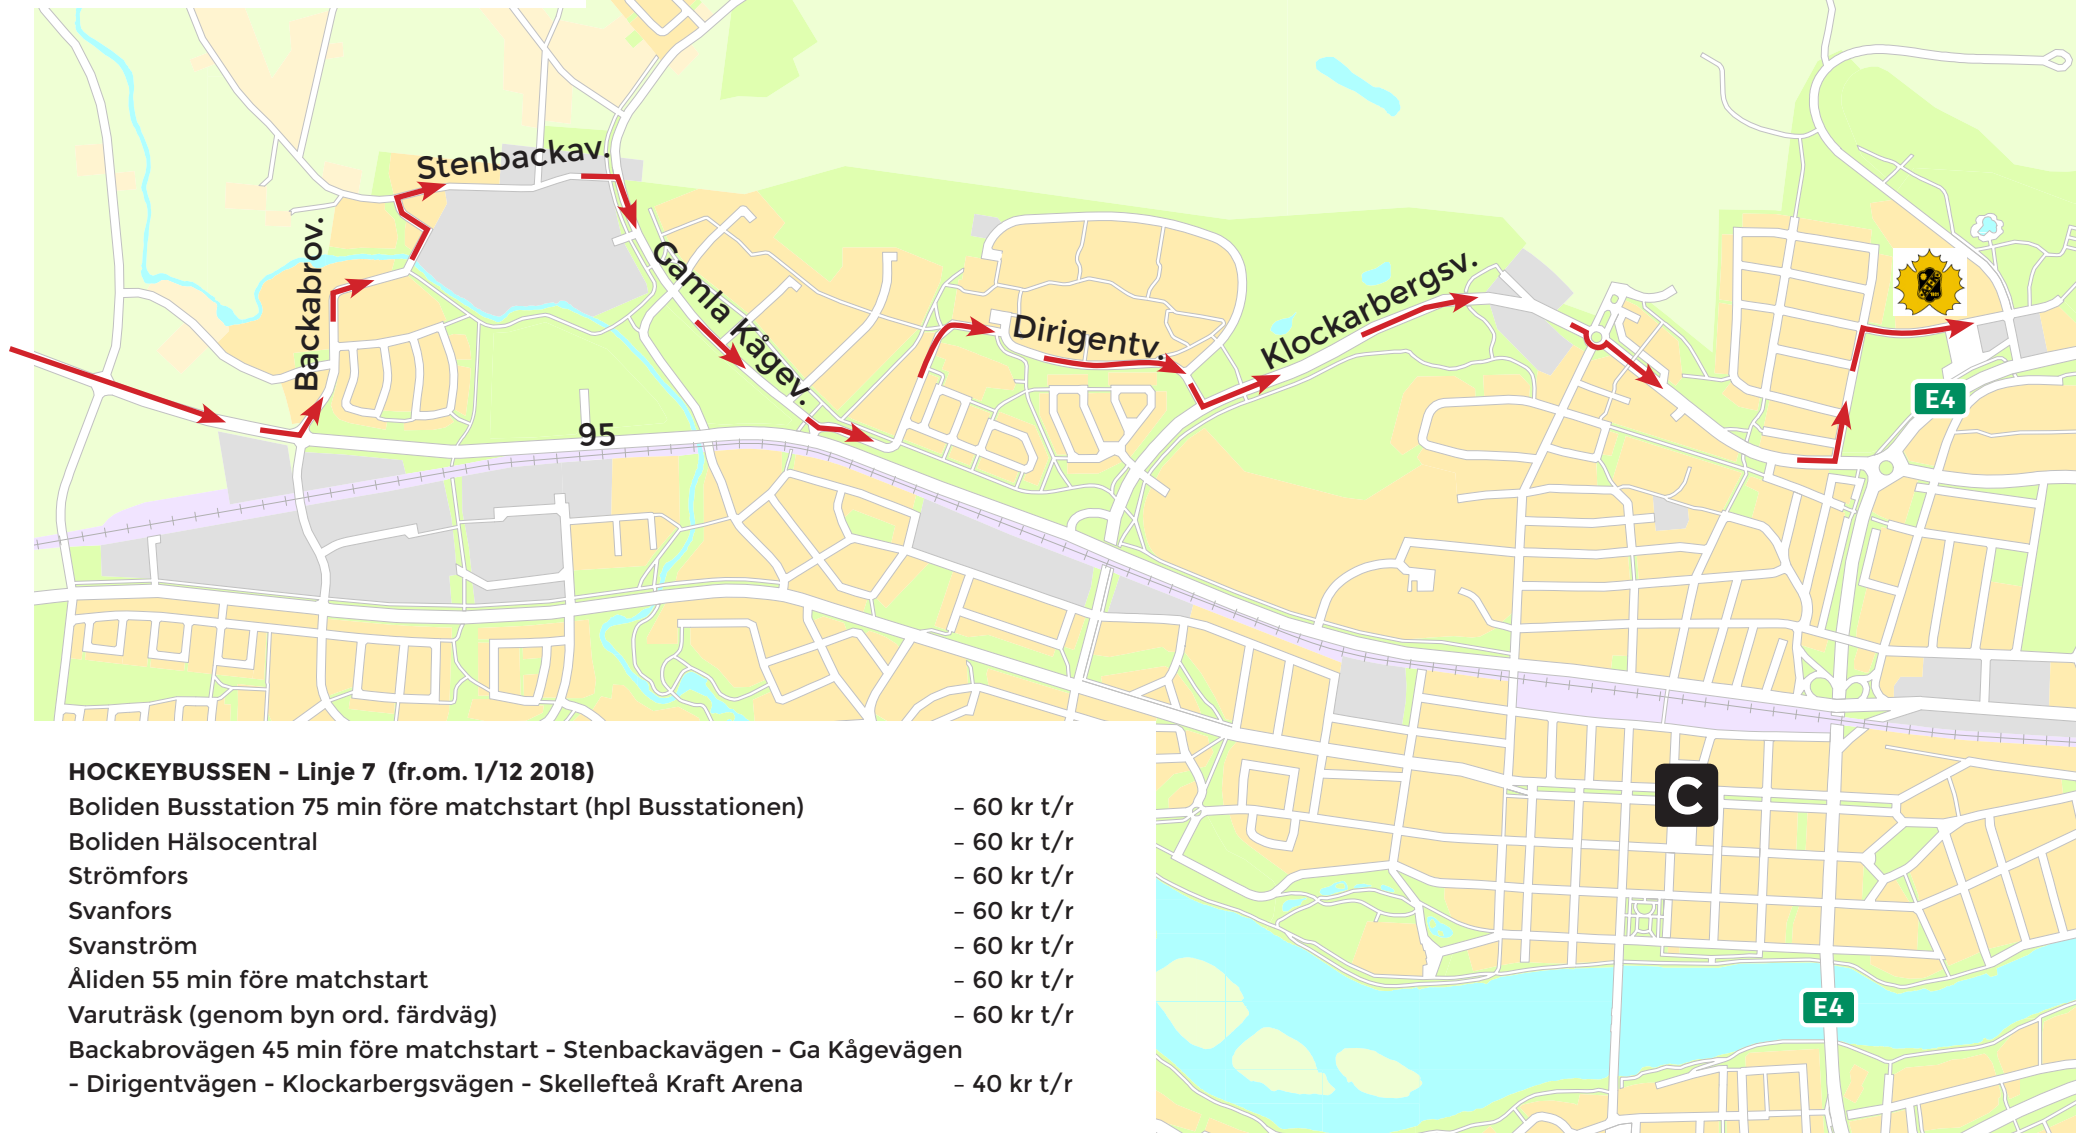 Stenbackav.
Backabrov.
Gamla Kågev.
Dirigentv.
Klockarbergsv.
E4
95
C
E4
HOCKEYBUSSEN - Linje 7 (fr.om. 1/12 2018)
Boliden Busstation 75 min före matchstart (hpl Busstationen) – 60 kr t/r
Boliden Hälsocentral – 60 kr t/r
Strömfors – 60 kr t/r
Svanfors – 60 kr t/r
Svanström – 60 kr t/r
Åliden 55 min före matchstart – 60 kr t/r
Varuträsk (genom byn ord. färdväg) – 60 kr t/r
Backabrovägen 45 min före matchstart - Stenbackavägen - Ga Kågevägen
- Dirigentvägen - Klockarbergsvägen - Skellefteå Kraft Arena – 40 kr t/r